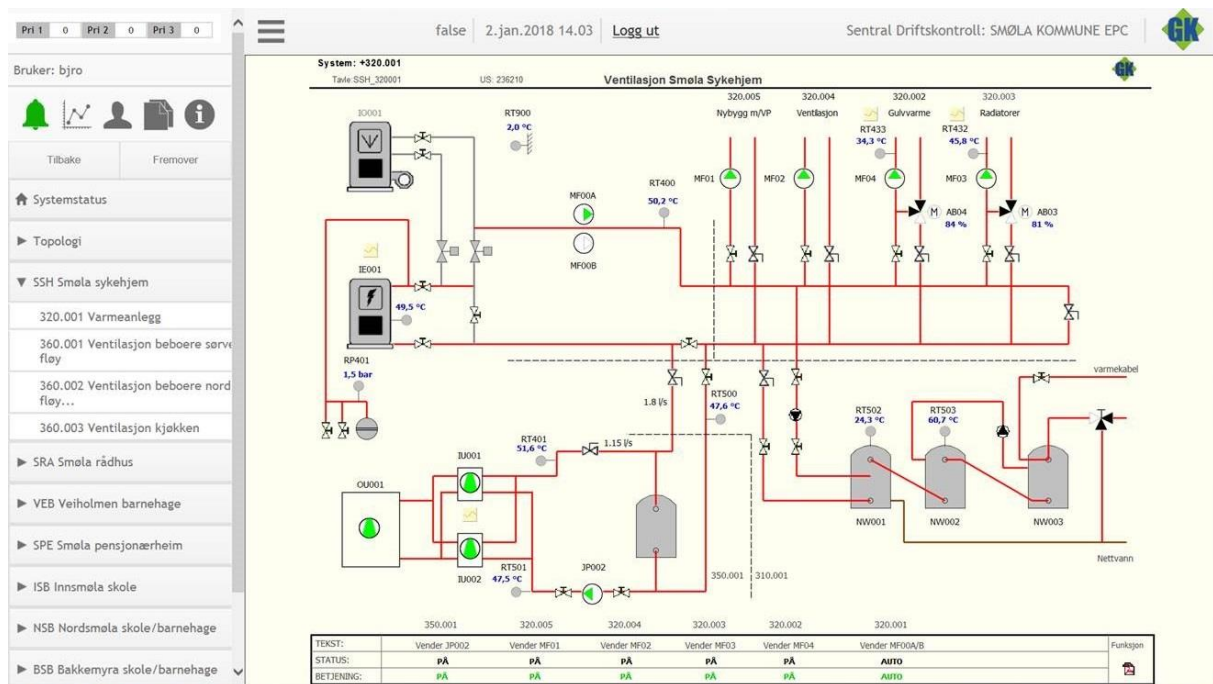 Pri 1 0 Pri 2 0 Pri 3 0
false 2.jan.2018 14.03 Logg ut
Sentral Driftskontroll: SMØLA KOMMUNE EPC
GK
Bruker: bjro
Tilbake Fremover
Systemstatus
Topologi
SSH Smøla sykehjem
320.001 Varmeanlegg
360.001 Ventilasjon beboere sørve
fløy
360.002 Ventilasjon beboere nord
fløy...
360.003 Ventilasjon kjøkken
SRA Smøla rådhus
VEB Veiholmen barnehage
SPE Smøla pensjonærheim
ISB Innsmøla skole
NSB Nordsmøla skole/barnehage
BSB Bakkemyra skole/barnehage
System: +320.001
Tavle:SSH_320001 US: 236210 Ventilasjon Smøla Sykehjem
GK
320.005 320.004 320.002 320.003
Nybygg m/VP Ventilasjon Gulvvarme Radiatorer
IO001
RT900
2,0 °C
RT433
34,3 °C
RT432
45,8 °C
MF01 MF02 MF04 MF03
RT400
50,2 °C
MF00A
MF00B
M AB04
84 %
M AB03
81 %
IE001
49,5 °C
RP401
1,5 bar
varmekabel
1.8 l/s
RT500
47,6 °C
RT502
24,3 °C
RT503
60,7 °C
RT401
51,6 °C
1.15 l/s
IU001
OU001
IU002
RT501
47,5 °C
JP002
350.001 310.001
NW001 NW002 NW003
Nettvann
350.001 320.005 320.004 320.003 320.002 320.001
TEKST: Vender JP002 Vender MF01 Vender MF02 Vender MF03 Vender MF04 Vender MF00A/B Funksjon
STATUS: PÅ PÅ PÅ PÅ PÅ AUTO
BETJENING: PÅ PÅ PÅ PÅ PÅ AUTO